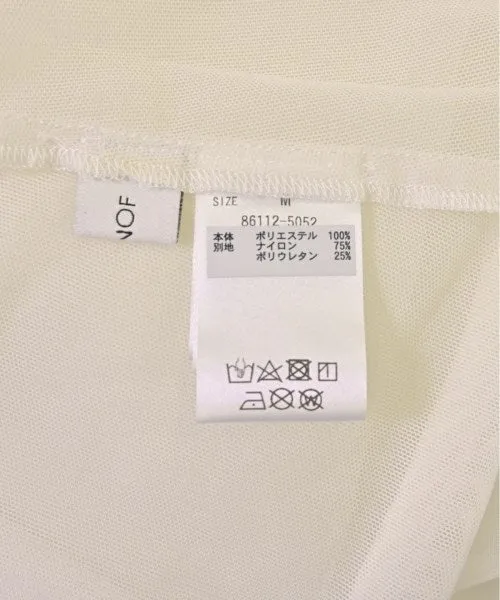 SIZE M
86112-5052
本体 ポリエステル 100%
別地 ナイロン 75%
ポリウレタン 25%
NOF
W